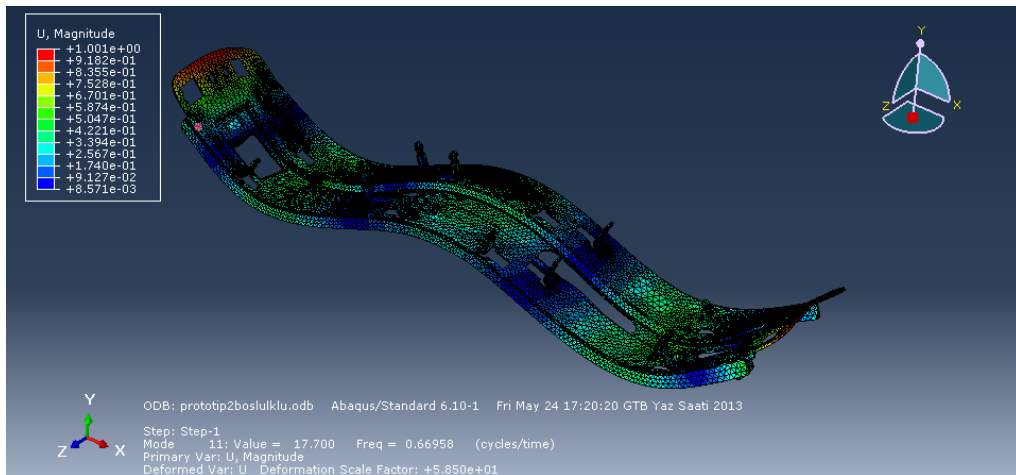 U, Magnitude
+1.001e+00
+9.182e-01
+8.355e-01
+7.528e-01
+6.701e-01
+5.874e-01
+5.047e-01
+4.221e-01
+3.394e-01
+2.567e-01
+1.740e-01
+9.127e-02
+8.571e-03
Y
Z
X
Y
Z
X
ODB: prototip2boslulklu.odb Abaqus/Standard 6.10-1 Fri May 24 17:20:20 GTB Yaz Saati 2013
Step: Step-1
Mode 11: Value = 17.700 Freq = 0.66958 (cycles/time)
Primary Var: U, Magnitude
Deformed Var: U Deformation Scale Factor: +5.850e+01